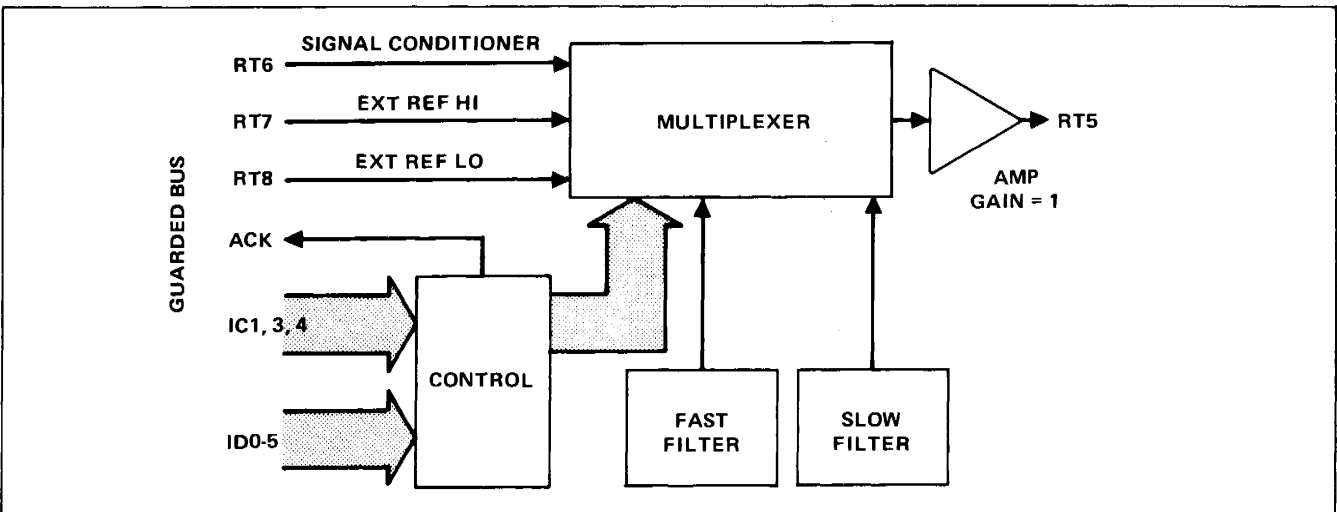 SIGNAL CONDITIONER
RT6
EXT REF HI
RT7
MULTIPLEXER
RT5
EXT REF LO
RT8
AMP
GAIN = 1
GUARDED BUS
ACK
IC1, 3, 4
CONTROL
FAST
FILTER
SLOW
FILTER
ID0-5